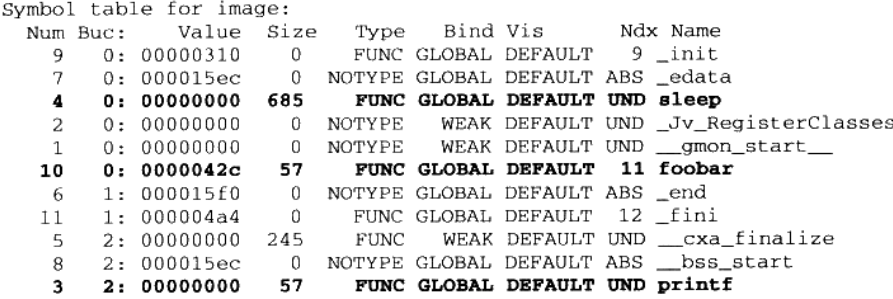 Symbol table for image:
Num Buc: Value Size Type Bind Vis Ndx Name
9 0: 00000310 0 FUNC GLOBAL DEFAULT 9 _init
7 0: 000015ec 0 NOTYPE GLOBAL DEFAULT ABS _edata
4 0: 00000000 685 FUNC GLOBAL DEFAULT UND sleep
2 0: 00000000 0 NOTYPE WEAK DEFAULT UND _Jv_RegisterClasses
1 0: 00000000 0 NOTYPE WEAK DEFAULT UND __gmon_start__
10 0: 0000042c 57 FUNC GLOBAL DEFAULT 11 foobar
6 1: 000015f0 0 NOTYPE GLOBAL DEFAULT ABS _end
11 1: 000004a4 0 FUNC GLOBAL DEFAULT 12 _fini
5 2: 00000000 245 FUNC WEAK DEFAULT UND __cxa_finalize
8 2: 000015ec 0 NOTYPE GLOBAL DEFAULT ABS __bss_start
3 2: 00000000 57 FUNC GLOBAL DEFAULT UND printf